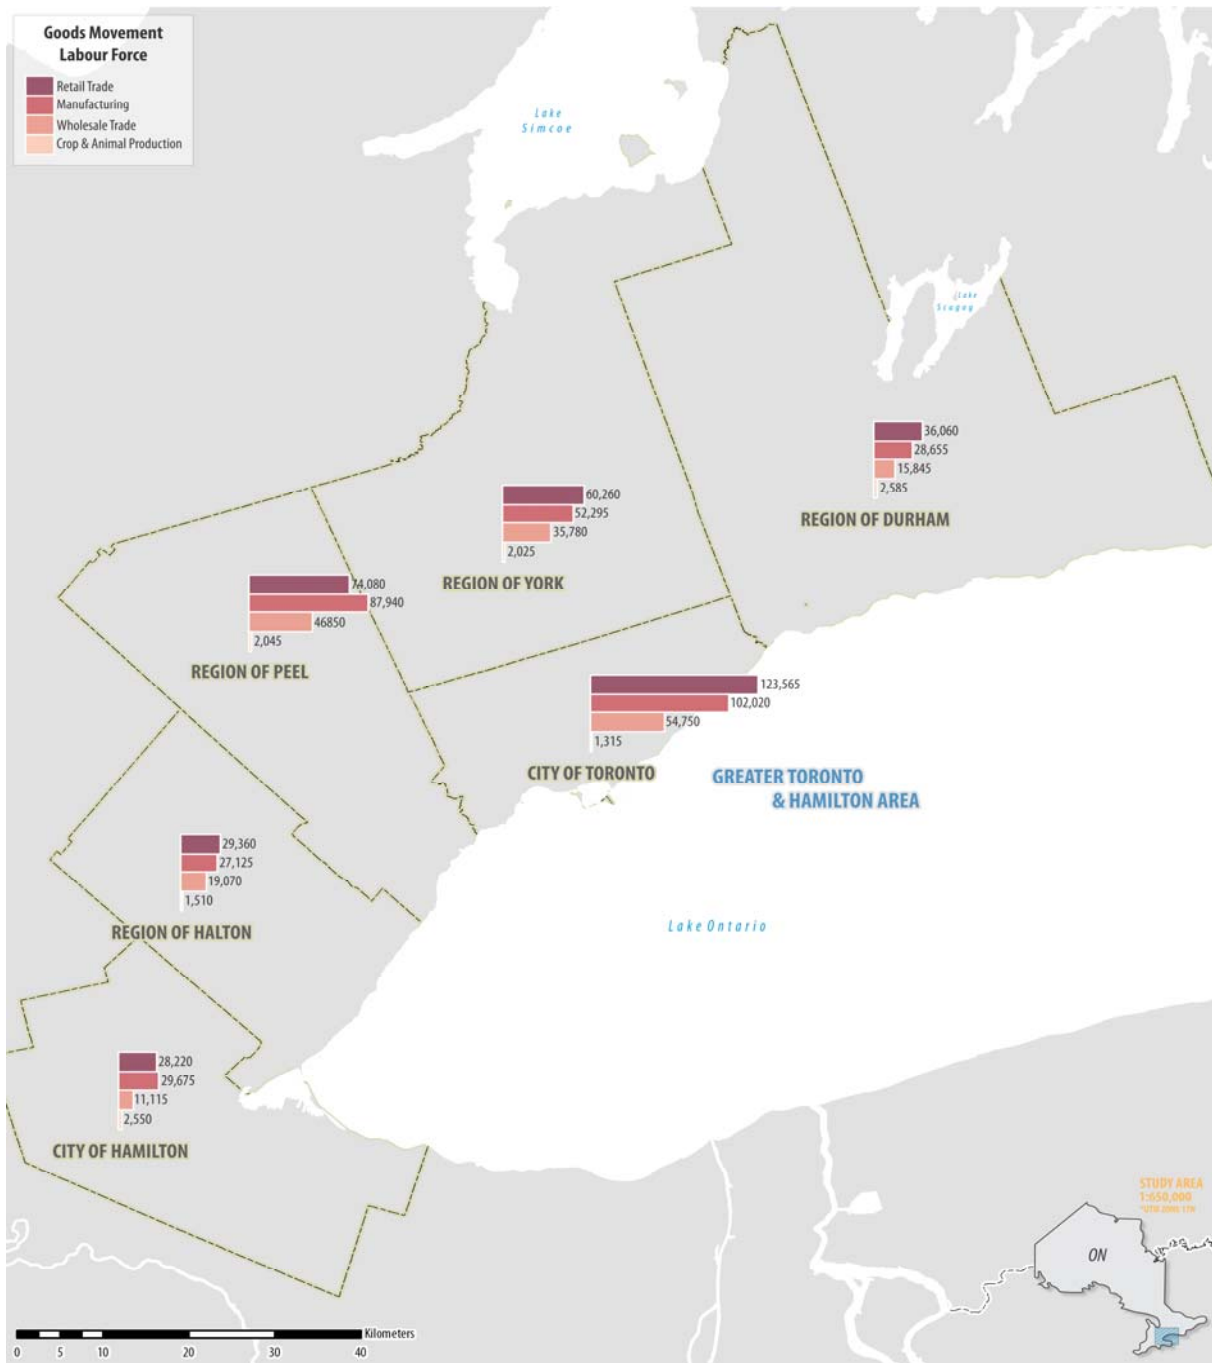 Goods Movement
Labour Force
Retail Trade
Manufacturing
Wholesale Trade
Crop & Animal Production
Lake
Simcoe
Lake
Scugog
36,060
28,655
15,845
2,585
REGION OF DURHAM
60,260
52,295
35,780
2,025
REGION OF YORK
74,080
87,940
46850
2,045
REGION OF PEEL
123,565
102,020
54,750
1,315
CITY OF TORONTO
GREATER TORONTO
& HAMILTON AREA
29,360
27,125
19,070
1,510
REGION OF HALTON
Lake Ontario
28,220
29,675
11,115
2,550
CITY OF HAMILTON
STUDY AREA
1:650,000
*UTM ZONE 17N
ON
Kilometers
0 5 10 20 30 40